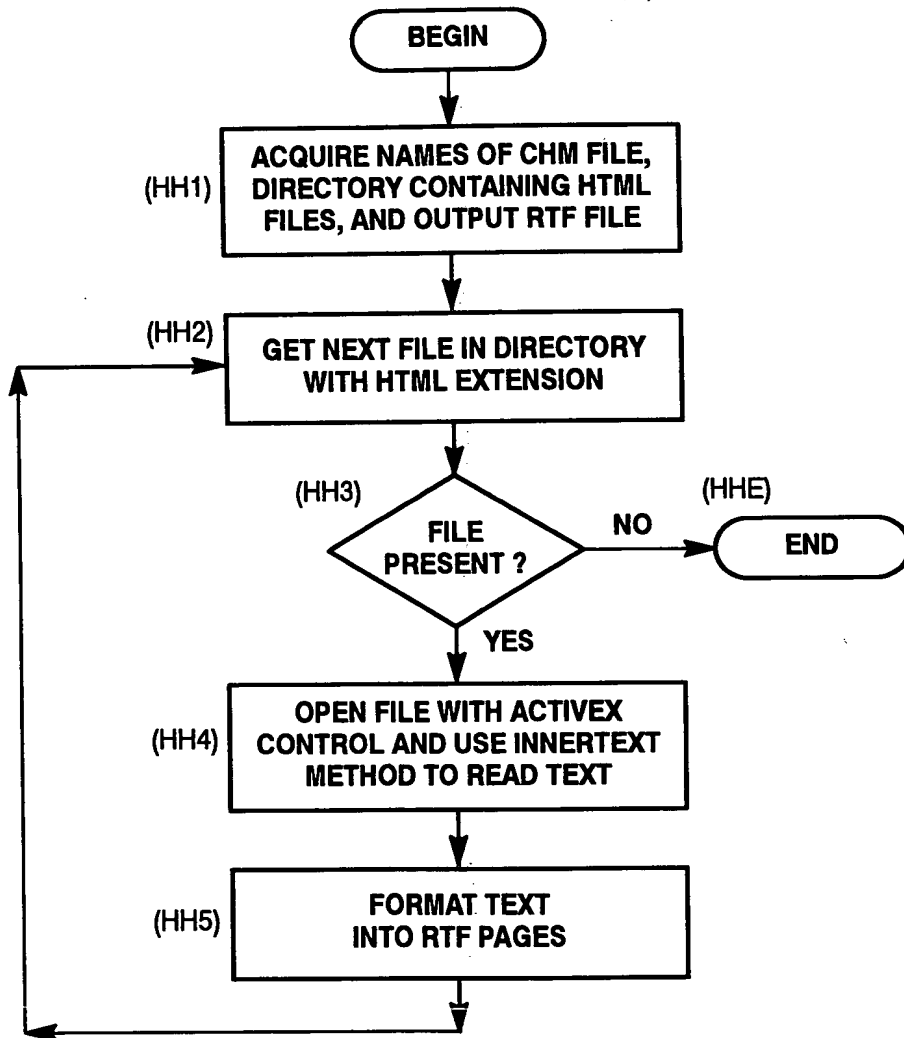 BEGIN
(HH1)
ACQUIRE NAMES OF CHM FILE,
DIRECTORY CONTAINING HTML
FILES, AND OUTPUT RTF FILE
(HH2)
GET NEXT FILE IN DIRECTORY
WITH HTML EXTENSION
(HH3)
FILE
PRESENT ?
NO
(HHE)
END
YES
(HH4)
OPEN FILE WITH ACTIVEX
CONTROL AND USE INNERTEXT
METHOD TO READ TEXT
(HH5)
FORMAT TEXT
INTO RTF PAGES